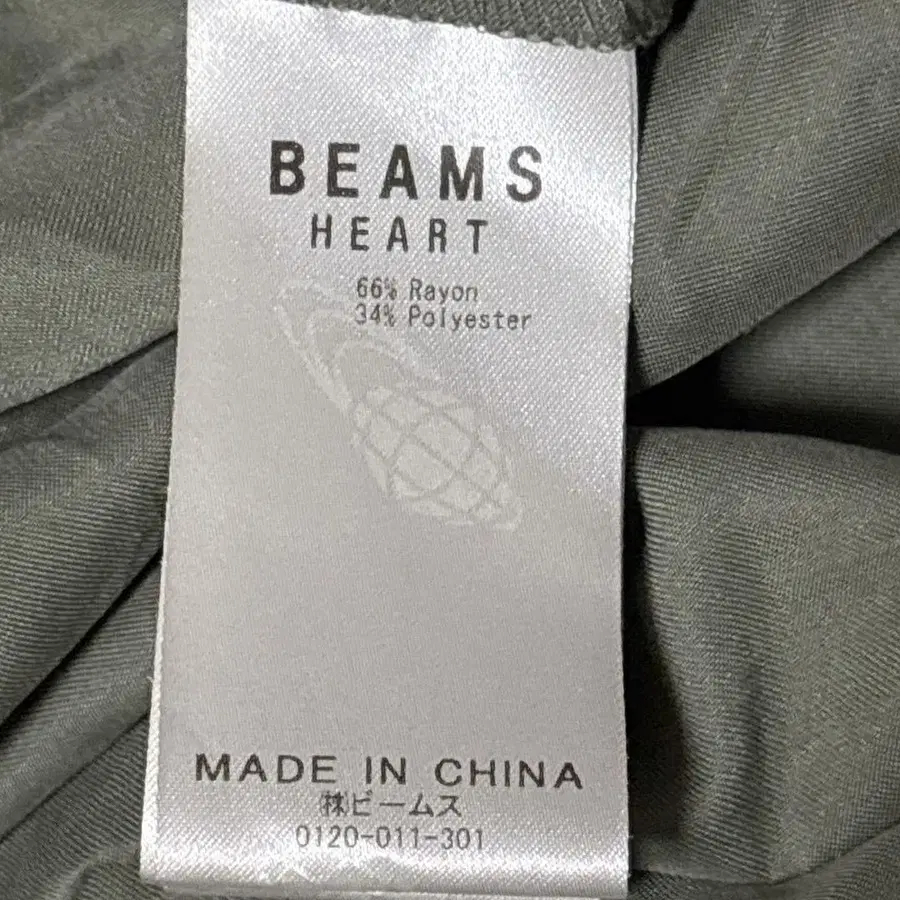 BEAMS
HEART
66% Rayon
34% Polyester
MADE IN CHINA
㈱ビームス
0120-011-301